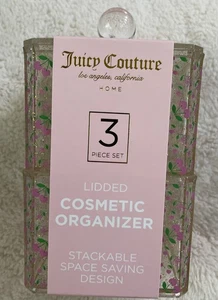 Juicy Couture
los angeles, california
HOME
3
PIECE SET
LIDDED
COSMETIC
ORGANIZER
STACKABLE
SPACE SAVING
DESIGN